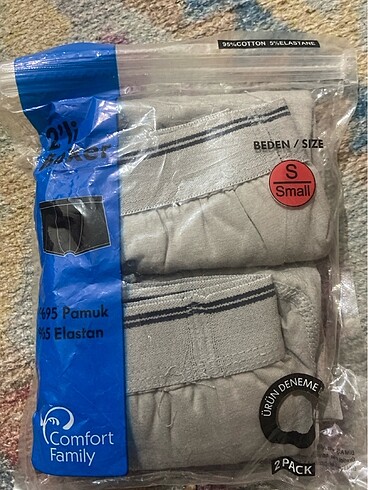 95%COTTON 5%ELASTANE
2'li
BEDEN / SIZE
S
Small
%95 Pamuk
%5 Elastan
ÜRÜN DENEME
Comfort
Family
2 PACK